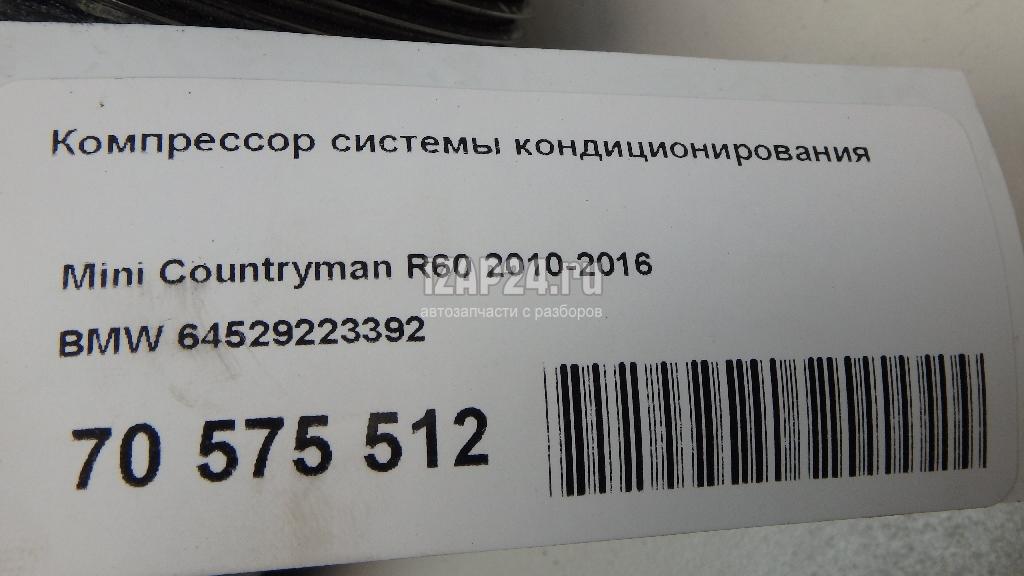 Компрессор системы кондиционирования
Mini Countryman R60 2010-2016
iZAP24.ru
автозапчасти с разборов
BMW 64529223392
70 575 512